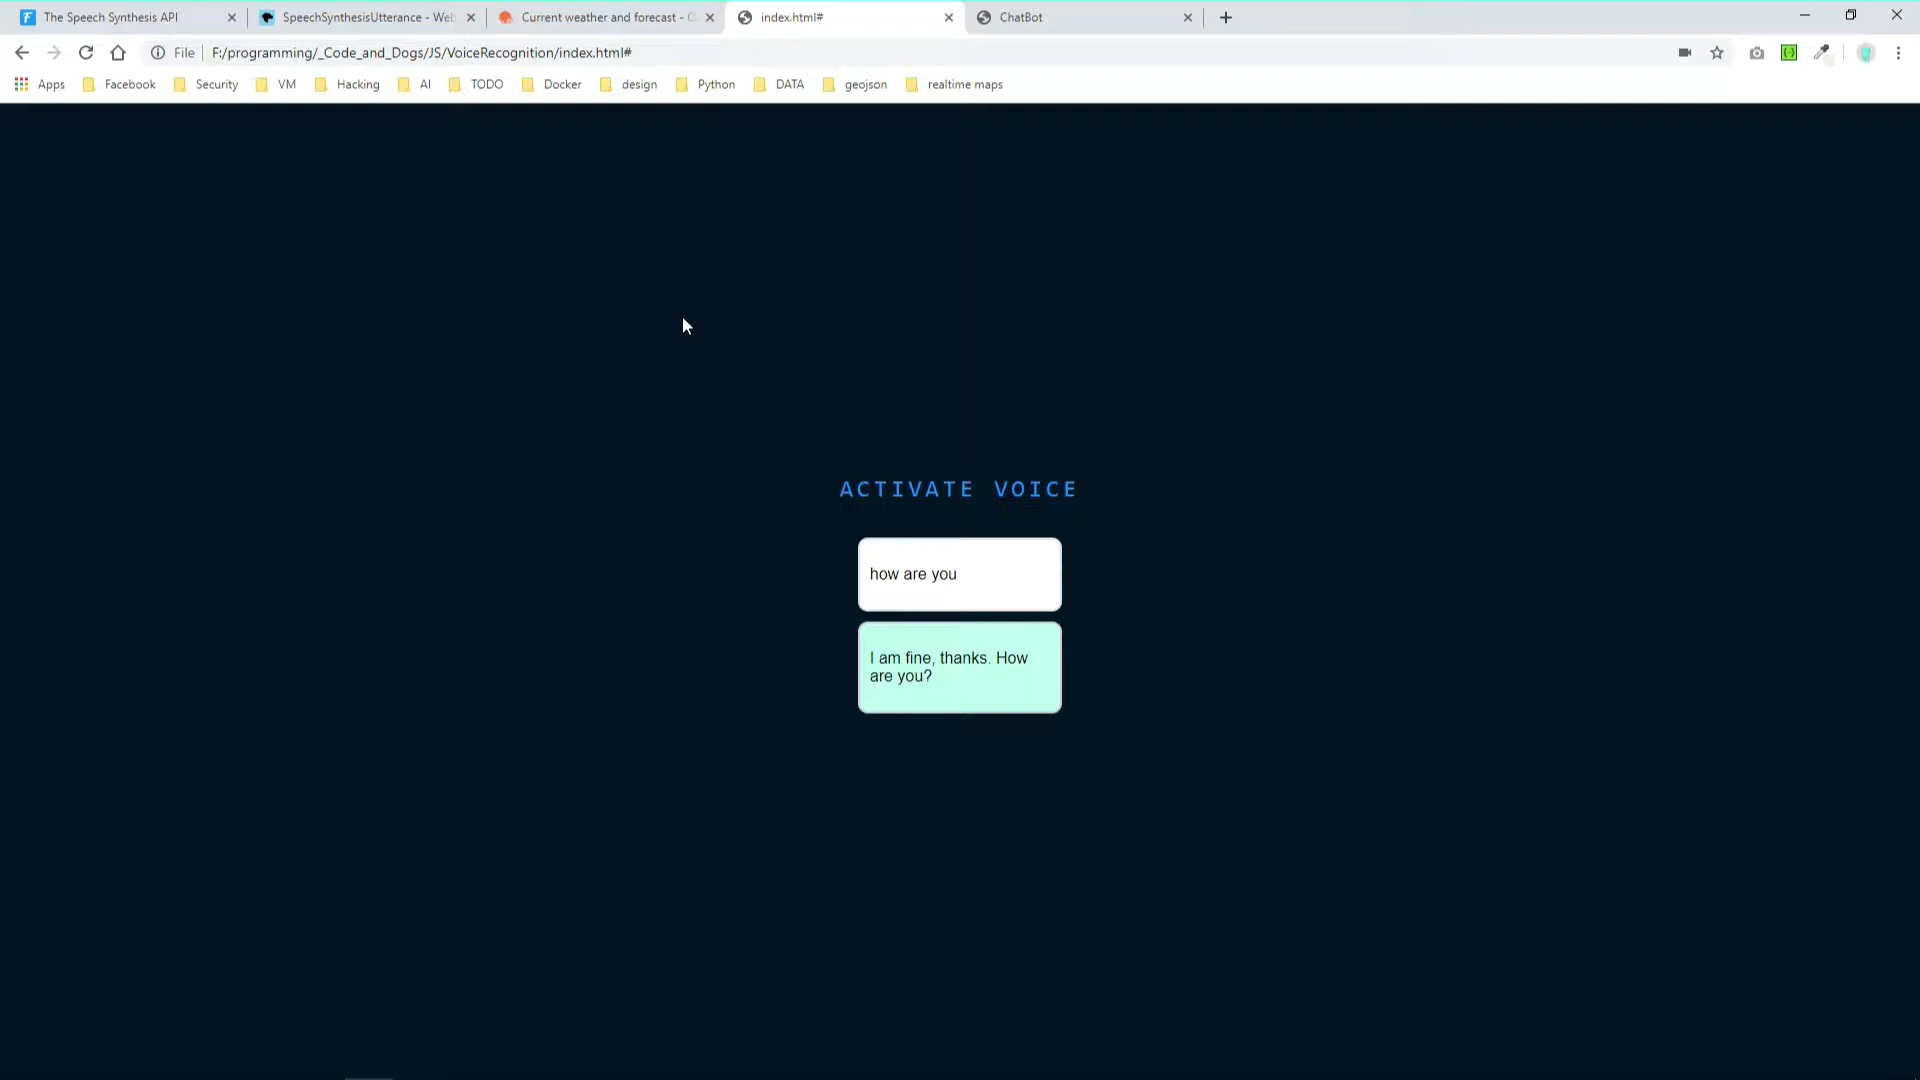 The Speech Synthesis API
SpeechSynthesisUtterance - Web
Current weather and forecast -
index.html#
ChatBot
File
F:/programming/_Code_and_Dogs/JS/VoiceRecognition/index.html#
Apps
Facebook
Security
VM
Hacking
AI
TODO
Docker
design
Python
DATA
geojson
realtime maps
ACTIVATE VOICE
how are you
I am fine, thanks. How
are you?